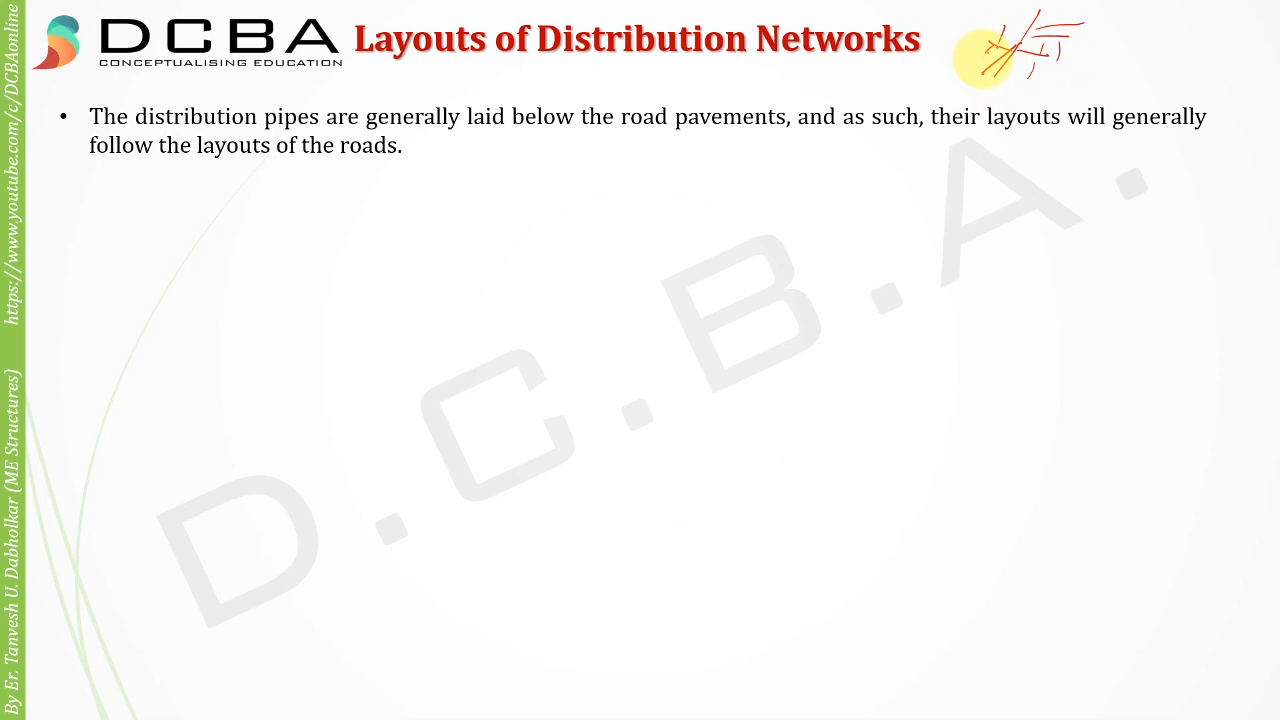 DCBA
CONCEPTUALISING EDUCATION
Layouts of Distribution Networks
• The distribution pipes are generally laid below the road pavements, and as such, their layouts will generally
follow the layouts of the roads.
D.C.B.A.
By Er. Tanvesh U. Dabholkar (ME Structures) https://www.youtube.com/c/DCBAonline